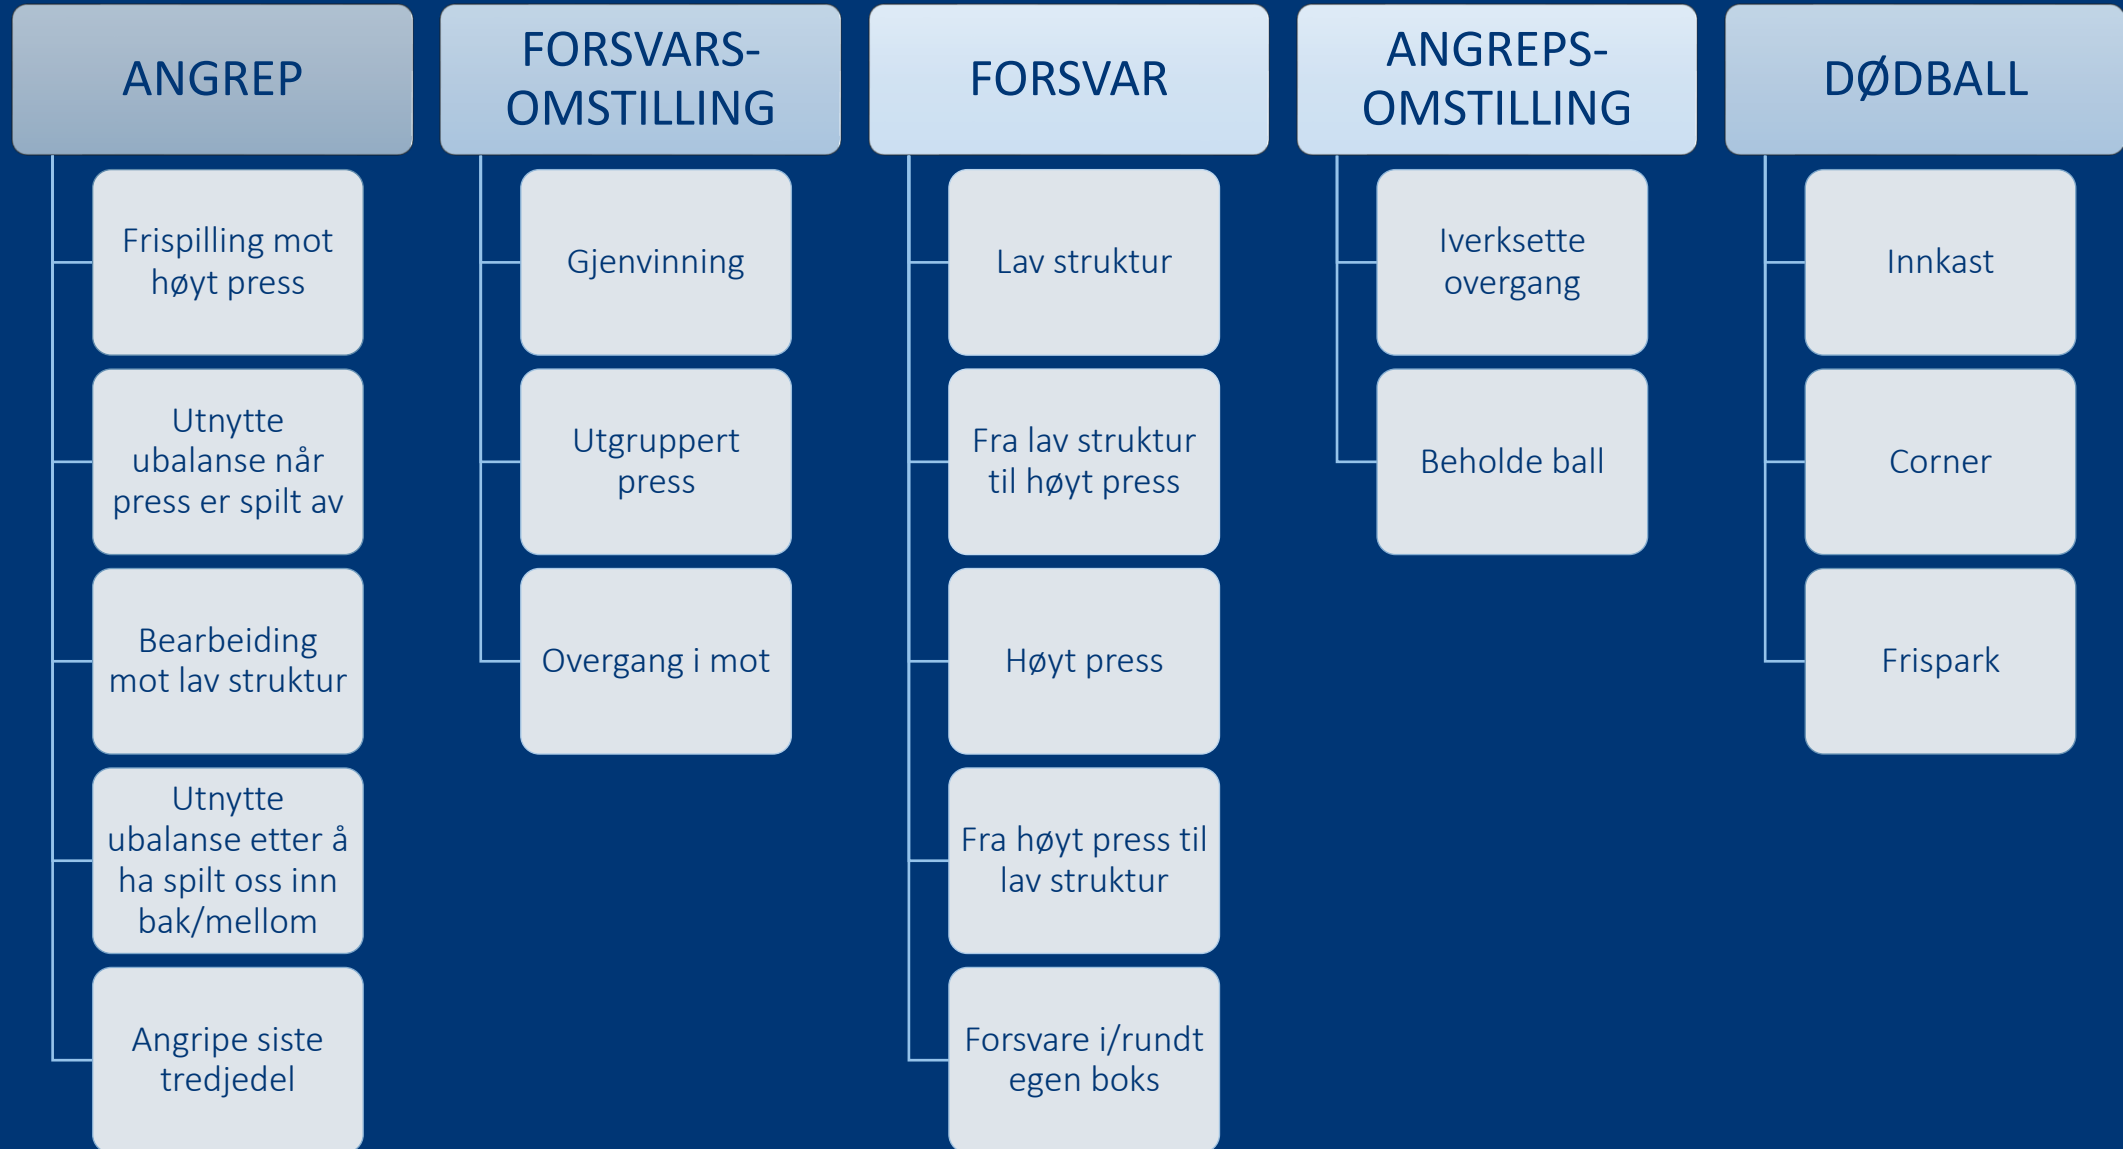 ANGREP
Frispilling mot
høyt press
Utnytte
ubalanse når
press er spilt av
Bearbeiding
mot lav struktur
Utnytte
ubalanse etter å
ha spilt oss inn
bak/mellom
Angripe siste
tredjedel
FORSVARS-
OMSTILLING
Gjenvinning
Utgruppert
press
Overgang i mot
FORSVAR
Lav struktur
Fra lav struktur
til høyt press
Høyt press
Fra høyt press til
lav struktur
Forsvare i/rundt
egen boks
ANGREPS-
OMSTILLING
Iverksette
overgang
Beholde ball
DØDBALL
Innkast
Corner
Frispark